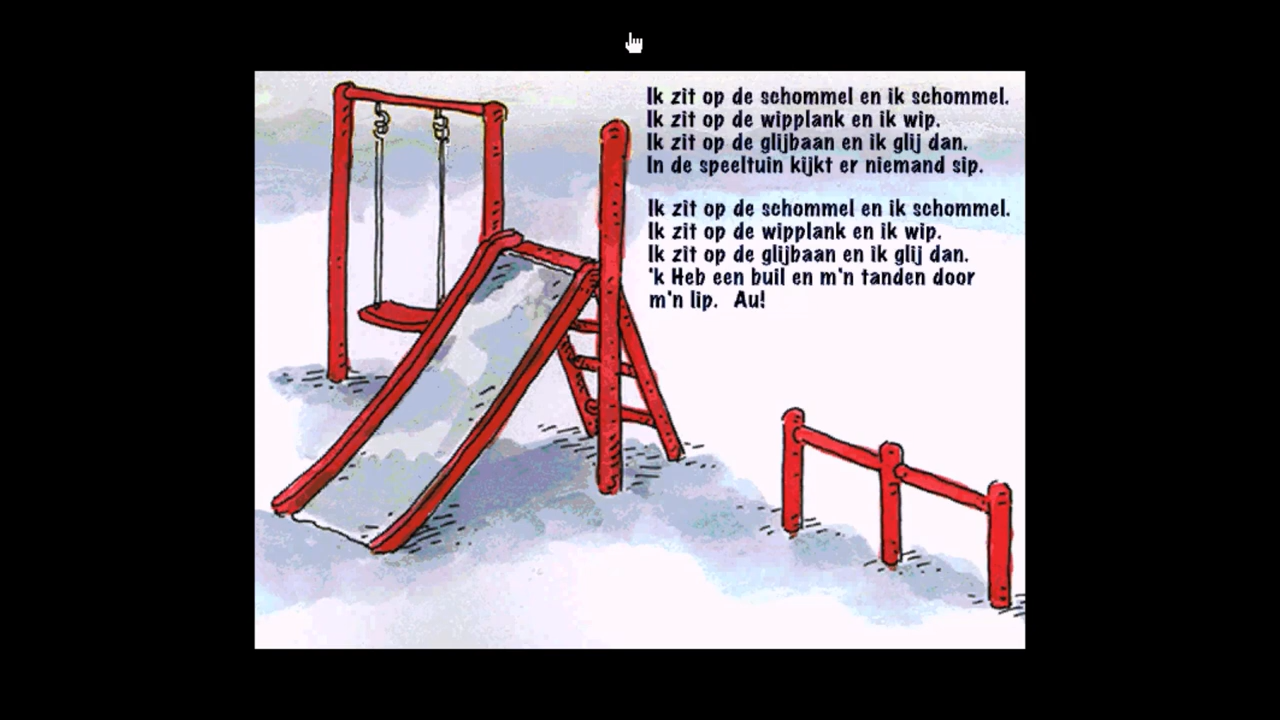 Ik zit op de schommel en ik schommel.
Ik zit op de wipplank en ik wip.
Ik zit op de glijbaan en ik glij dan.
In de speeltuin kijkt er niemand sip.
Ik zit op de schommel en ik schommel.
Ik zit op de wipplank en ik wip.
Ik zit op de glijbaan en ik glij dan.
'k Heb een buil en m'n tanden door
m'n lip. Au!